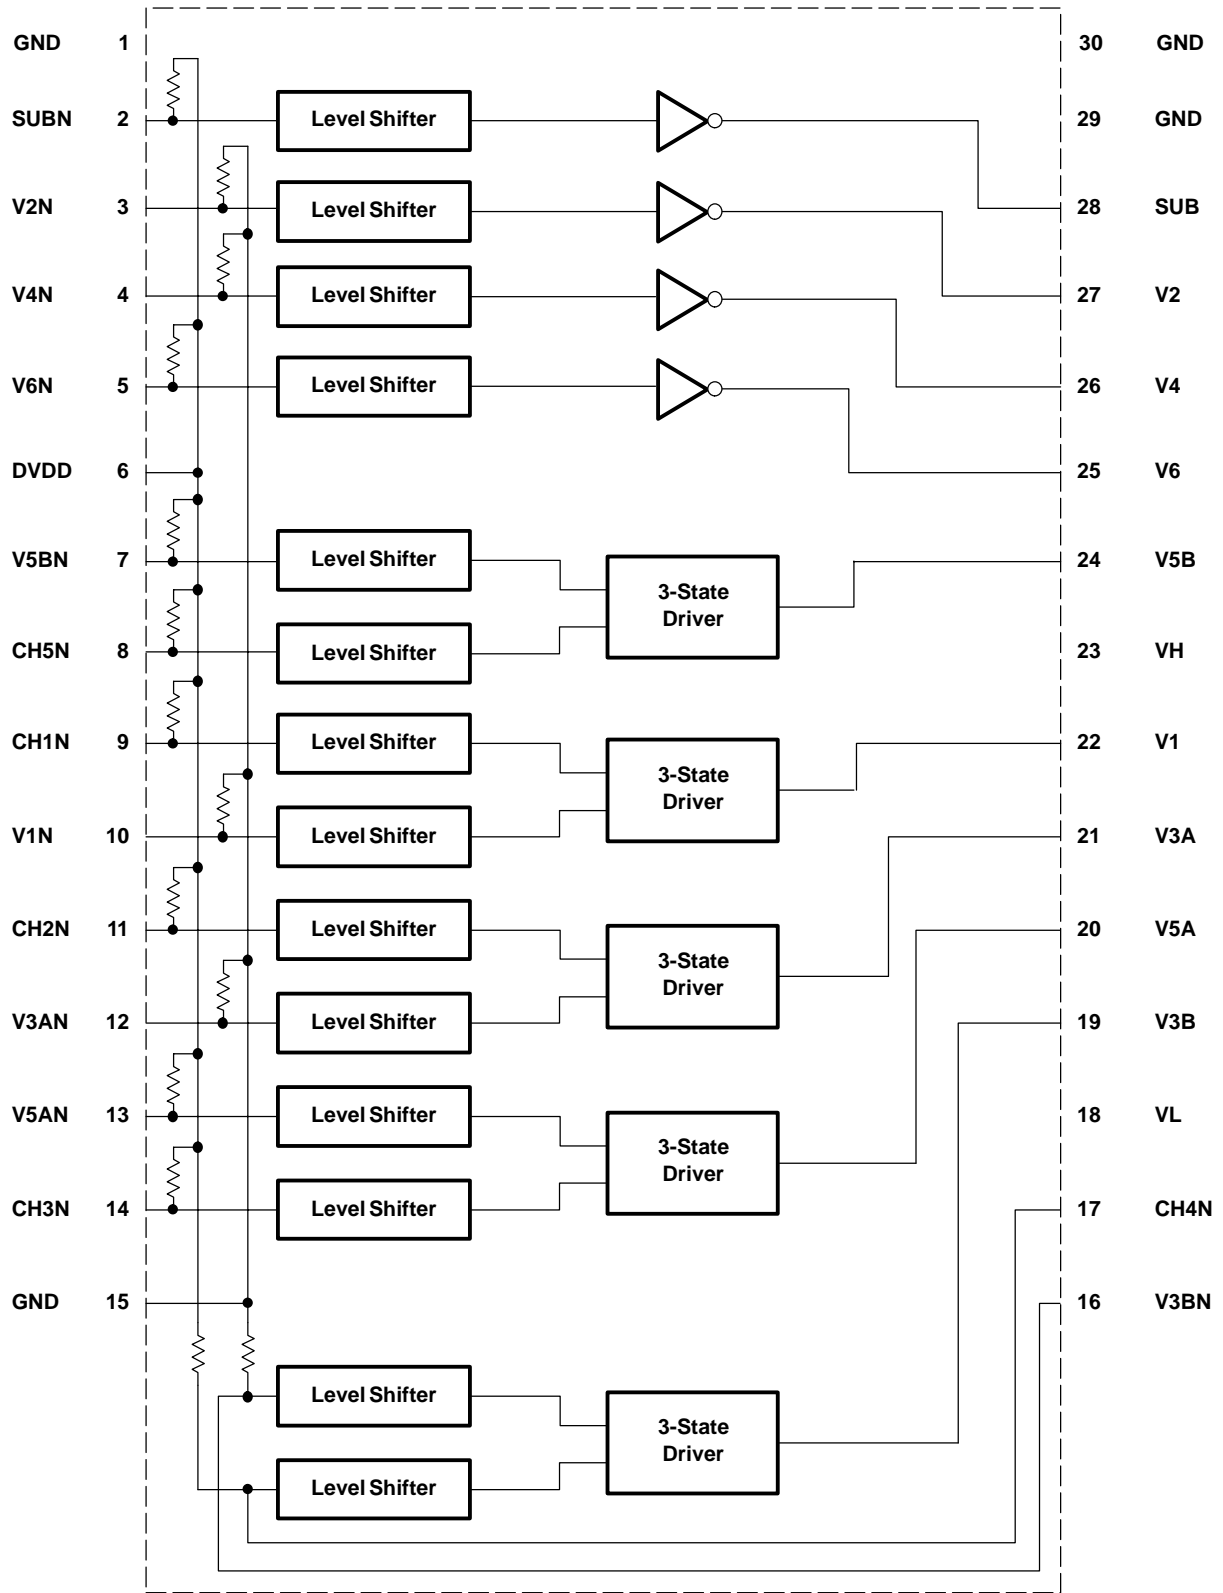 GND 1 30 GND
SUBN 2 Level Shifter 29 GND
V2N 3 Level Shifter 28 SUB
V4N 4 Level Shifter 27 V2
V6N 5 Level Shifter 26 V4
DVDD 6 25 V6
V5BN 7 Level Shifter 24 V5B
3-State
Driver
CH5N 8 Level Shifter 23 VH
CH1N 9 Level Shifter 22 V1
3-State
Driver
V1N 10 Level Shifter 21 V3A
CH2N 11 Level Shifter 20 V5A
3-State
Driver
V3AN 12 Level Shifter 19 V3B
V5AN 13 Level Shifter 18 VL
3-State
Driver
CH3N 14 Level Shifter 17 CH4N
GND 15 16 V3BN
Level Shifter
3-State
Driver
Level Shifter